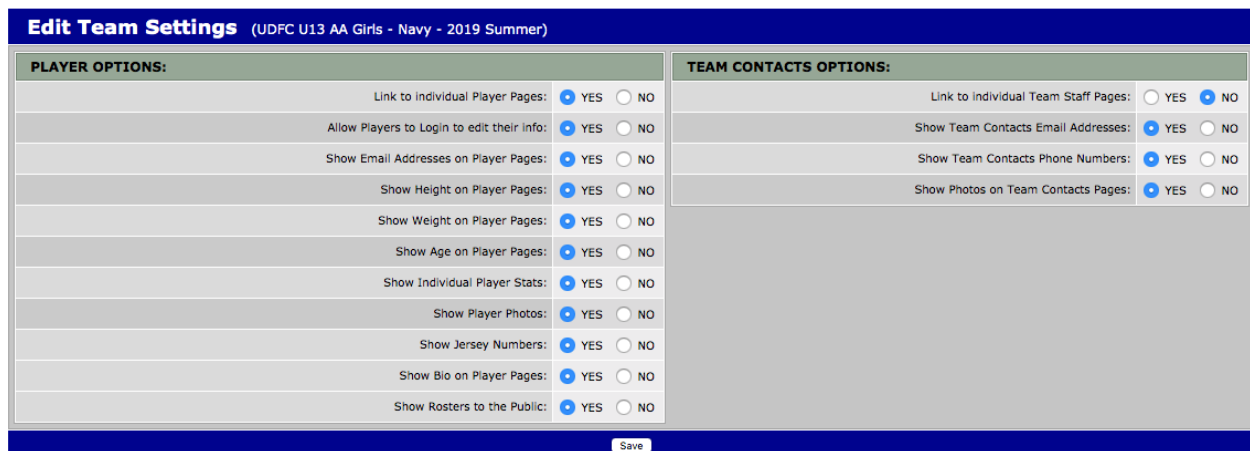 Edit Team Settings (UDFC U13 AA Girls - Navy - 2019 Summer)
PLAYER OPTIONS:
Link to individual Player Pages: YES NO
Allow Players to Login to edit their info: YES NO
Show Email Addresses on Player Pages: YES NO
Show Height on Player Pages: YES NO
Show Weight on Player Pages: YES NO
Show Age on Player Pages: YES NO
Show Individual Player Stats: YES NO
Show Player Photos: YES NO
Show Jersey Numbers: YES NO
Show Bio on Player Pages: YES NO
Show Rosters to the Public: YES NO
TEAM CONTACTS OPTIONS:
Link to individual Team Staff Pages: YES NO
Show Team Contacts Email Addresses: YES NO
Show Team Contacts Phone Numbers: YES NO
Show Photos on Team Contacts Pages: YES NO
Save